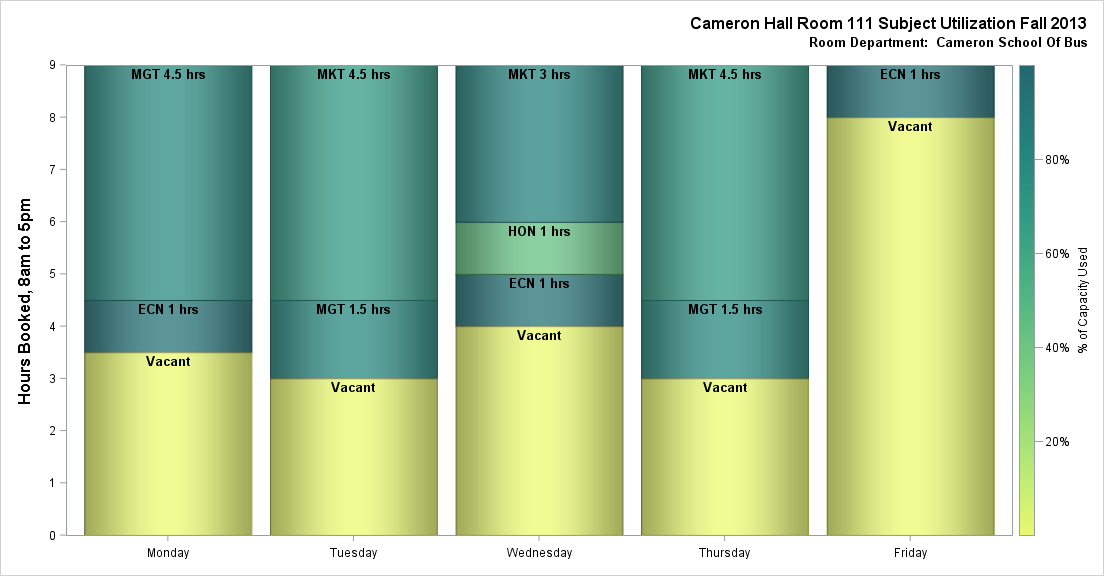 Cameron Hall Room 111 Subject Utilization Fall 2013
Room Department:  Cameron School Of Bus
Hours Booked, 8am to 5pm
9
8
7
6
5
4
3
2
1
0
MGT 4.5 hrs
ECN 1 hrs
Vacant
MKT 4.5 hrs
MGT 1.5 hrs
Vacant
MKT 3 hrs
HON 1 hrs
ECN 1 hrs
Vacant
MKT 4.5 hrs
MGT 1.5 hrs
Vacant
ECN 1 hrs
Vacant
Monday
Tuesday
Wednesday
Thursday
Friday
80%
60%
40%
20%
% of Capacity Used